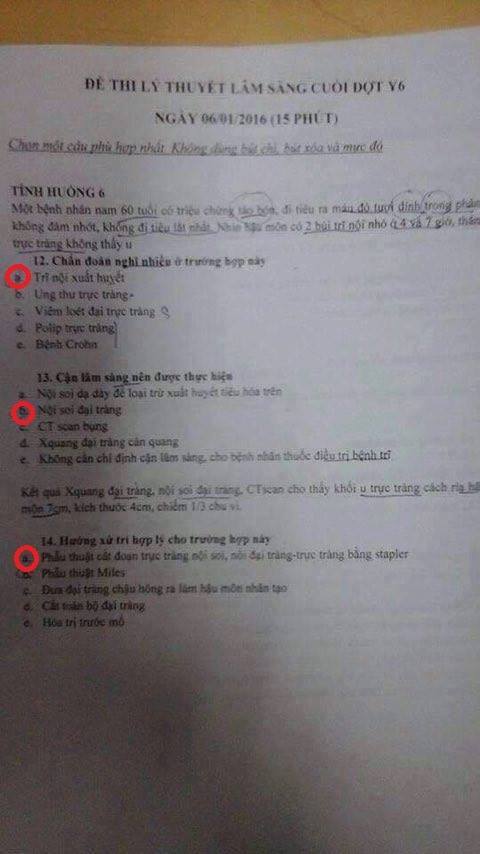 ĐỀ THI LÝ THUYẾT LÂM SÀNG CUỐI ĐỢT Y6
NGÀY 06/01/2016 (15 PHÚT)
Chọn một câu phù hợp nhất. Không dùng bút chì, bút xóa và mực đỏ
TÌNH HUỐNG 6
Một bệnh nhân nam 60 tuổi có triệu chứng táo bón, đi tiêu ra máu đỏ tươi dính trong phân
không đàm nhớt, không đi tiêu lắt nhắt. Nhìn hậu môn có 2 búi trĩ nội nhỏ ở 4 và 7 giờ, thăm
trực tràng không thấy u
12. Chẩn đoán nghĩ nhiều ở trường hợp này
a. Trĩ nội xuất huyết
b. Ung thư trực tràng
c. Viêm loét đại trực tràng
d. Polip trực tràng
e. Bệnh Crohn
13. Cận lâm sàng nên được thực hiện
a. Nội soi dạ dày để loại trừ xuất huyết tiêu hóa trên
b. Nội soi đại tràng
c. CT scan bụng
d. Xquang đại tràng cản quang
e. Không cần chỉ định cận lâm sàng, cho bệnh nhân thuốc điều trị bệnh trĩ
Kết quả Xquang đại tràng, nội soi đại tràng, CTscan cho thấy khối u trực tràng cách rìa hậu
môn 7cm, kích thước 4cm, chiếm 1/3 chu vi.
14. Hướng xử trí hợp lý cho trường hợp này
a. Phẫu thuật cắt đoạn trực tràng nội soi, nối đại tràng-trực tràng bằng stapler
b. Phẫu thuật Miles
c. Đưa đại tràng chậu hông ra làm hậu môn nhân tạo
d. Cắt toàn bộ đại tràng
e. Hóa trị trước mổ